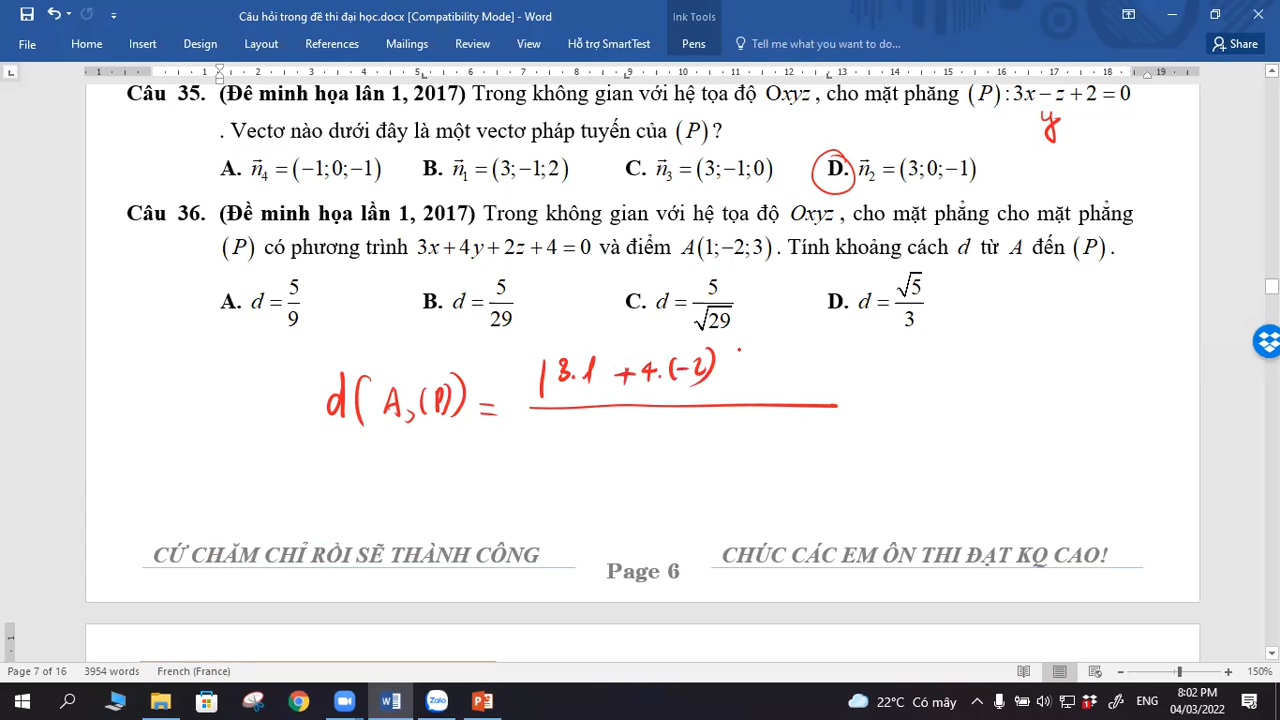 Câu hỏi trong đề thi đại học.docx [Compatibility Mode] - Word
Ink Tools
File Home Insert Design Layout References Mailings Review View Hỗ trợ SmartTest Pens Tell me what you want to do... Share
Câu 35. (Đề minh họa lần 1, 2017) Trong không gian với hệ tọa độ Oxyz, cho mặt phẳng (P): 3x − z + 2 = 0
y
. Vectơ nào dưới đây là một vectơ pháp tuyến của (P)?
A. n⃗₄ = (−1;0;−1) B. n⃗₁ = (3;−1;2) C. n⃗₃ = (3;−1;0) D. n⃗₂ = (3;0;−1)
Câu 36. (Đề minh họa lần 1, 2017) Trong không gian với hệ tọa độ Oxyz, cho mặt phẳng cho mặt phẳng
(P) có phương trình 3x + 4y + 2z + 4 = 0 và điểm A(1;−2;3). Tính khoảng cách d từ A đến (P).
A. d = 5/9 B. d = 5/29 C. d = 5/√29 D. d = √5/3
d(A,(P)) = |3.1 + 4.(−2)
CỨ CHĂM CHỈ RỒI SẼ THÀNH CÔNG
CHÚC CÁC EM ÔN THI ĐẠT KQ CAO!
Page 6
Page 7 of 16 3954 words French (France) 150%
22°C Có mây ENG 8:02 PM
04/03/2022
Zalo